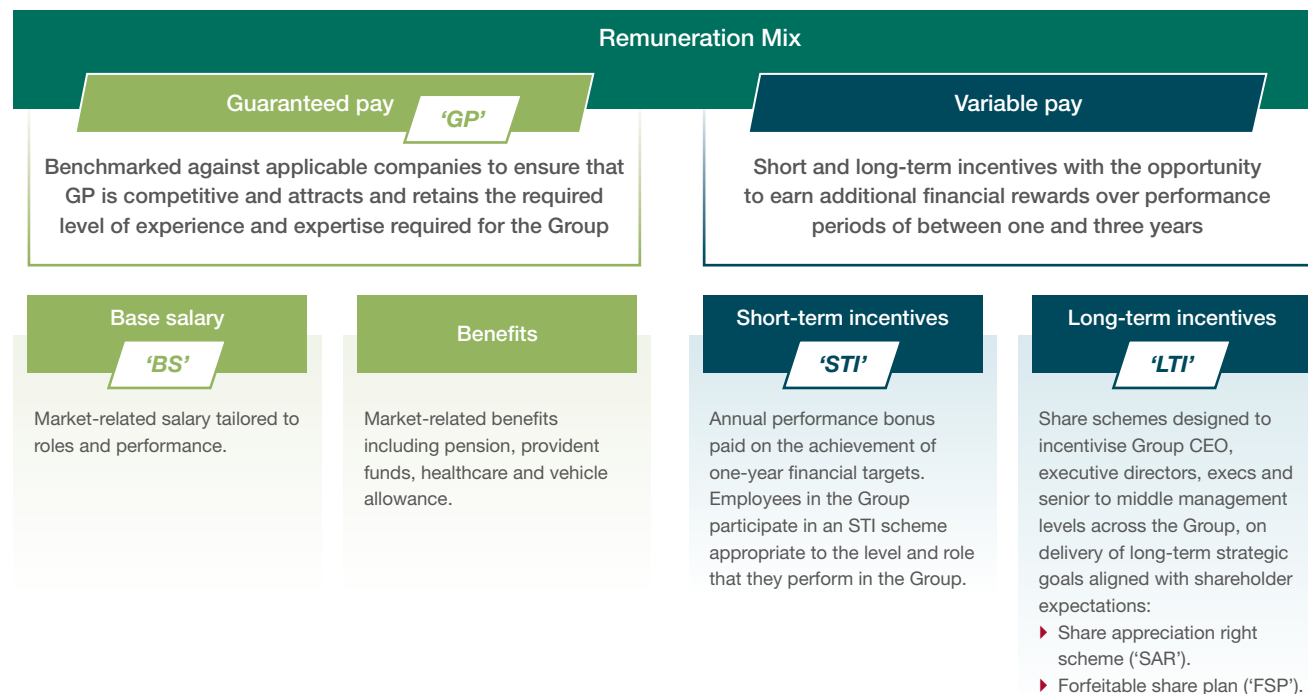 Remuneration Mix
Guaranteed pay
‘GP’
Benchmarked against applicable companies to ensure that
GP is competitive and attracts and retains the required
level of experience and expertise required for the Group
Variable pay
Short and long-term incentives with the opportunity
to earn additional financial rewards over performance
periods of between one and three years
Base salary
‘BS’
Market-related salary tailored to
roles and performance.
Benefits
Market-related benefits
including pension, provident
funds, healthcare and vehicle
allowance.
Short-term incentives
‘STI’
Annual performance bonus
paid on the achievement of
one-year financial targets.
Employees in the Group
participate in an STI scheme
appropriate to the level and role
that they perform in the Group.
Long-term incentives
‘LTI’
Share schemes designed to
incentivise Group CEO,
executive directors, execs and
senior to middle management
levels across the Group, on
delivery of long-term strategic
goals aligned with shareholder
expectations:
Share appreciation right
scheme (‘SAR’).
Forfeitable share plan (‘FSP’).